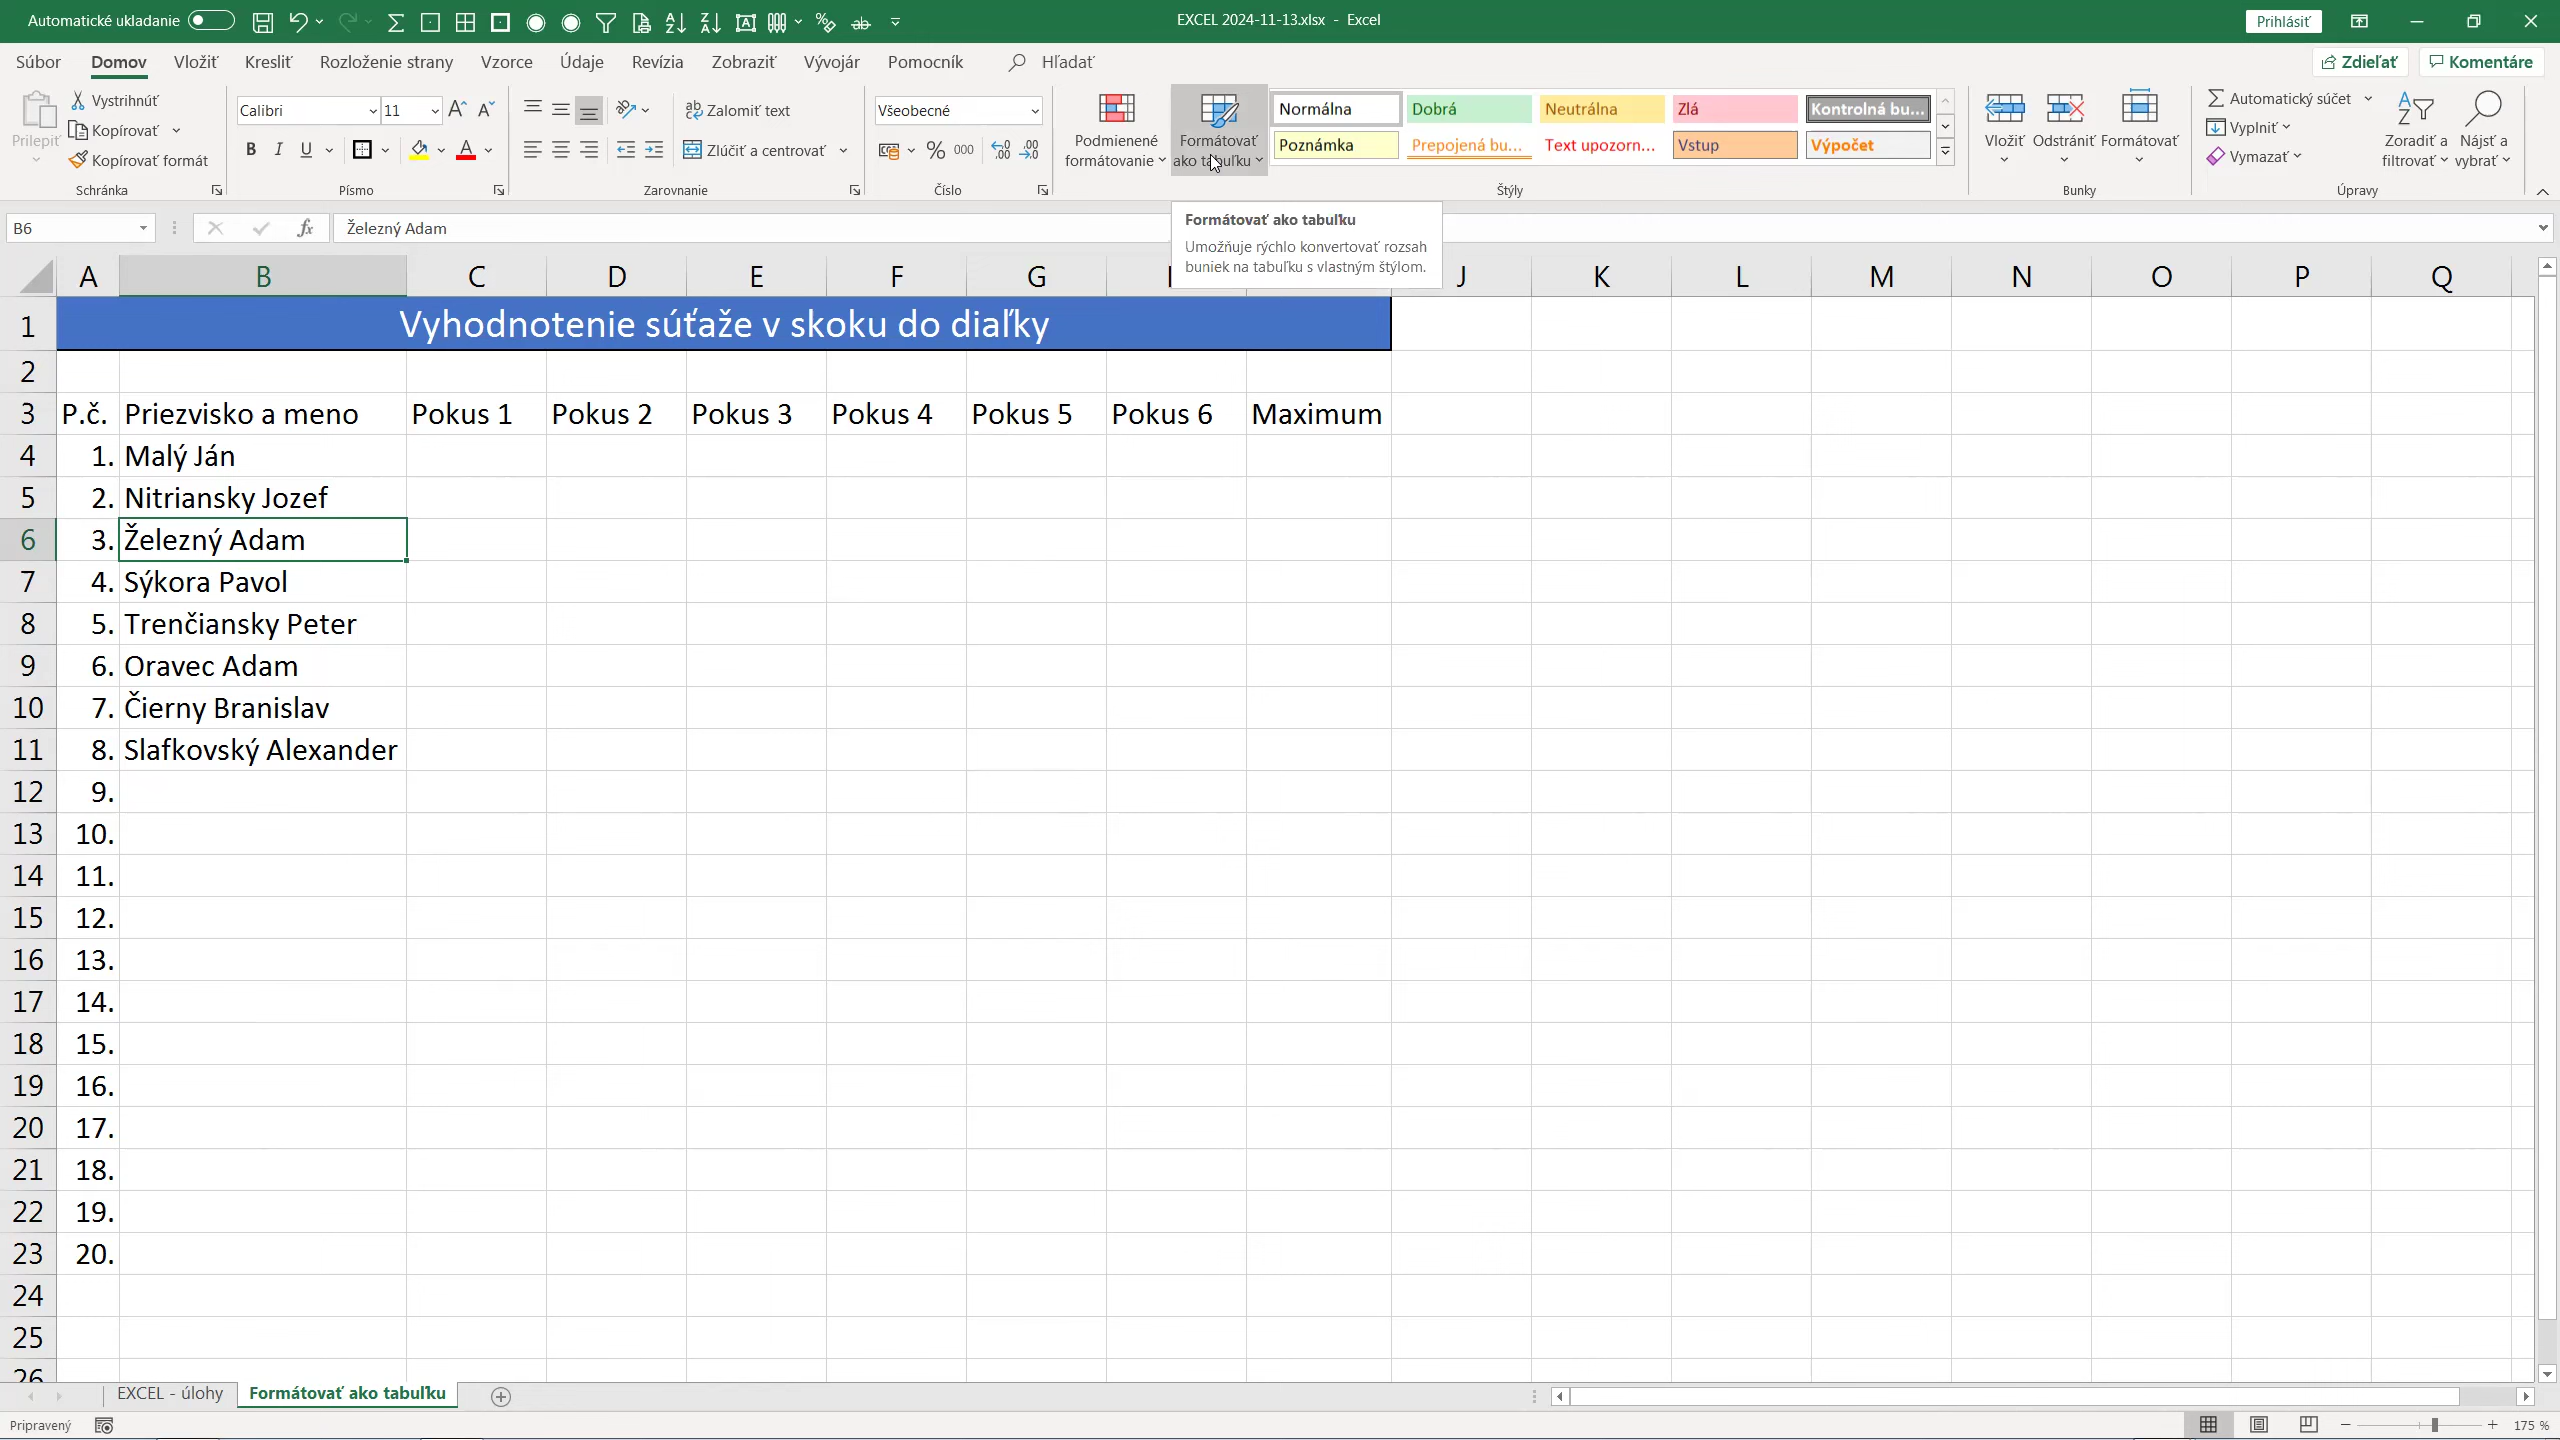 Automatické ukladanie
EXCEL 2024-11-13.xlsx - Excel
Prihlásiť
Súbor Domov Vložiť Kresliť Rozloženie strany Vzorce Údaje Revízia Zobraziť Vývojár Pomocník Hľadať
Zdieľať Komentáre
Prilepiť
Vystrihnúť
Kopírovať
Kopírovať formát
Schránka
Calibri 11
B I U
Písmo
Zalomiť text
Zlúčiť a centrovať
Zarovnanie
Všeobecné
% 000
Číslo
Podmienené formátovanie
Formátovať ako tabuľku
Normálna Dobrá Neutrálna Zlá Kontrolná bu...
Poznámka Prepojená bu... Text upozorn... Vstup Výpočet
Štýly
Vložiť Odstrániť Formátovať
Bunky
Automatický súčet
Vyplniť
Vymazať
Zoradiť a filtrovať
Nájsť a vybrať
Úpravy
B6
fx
Železný Adam
Formátovať ako tabuľku
Umožňuje rýchlo konvertovať rozsah
buniek na tabuľku s vlastným štýlom.
A B C D E F G J K L M N O P Q
1 Vyhodnotenie súťaže v skoku do diaľky
2
3 P.č. Priezvisko a meno Pokus 1 Pokus 2 Pokus 3 Pokus 4 Pokus 5 Pokus 6 Maximum
4 1. Malý Ján
5 2. Nitriansky Jozef
6 3. Železný Adam
7 4. Sýkora Pavol
8 5. Trenčiansky Peter
9 6. Oravec Adam
10 7. Čierny Branislav
11 8. Slafkovský Alexander
12 9.
13 10.
14 11.
15 12.
16 13.
17 14.
18 15.
19 16.
20 17.
21 18.
22 19.
23 20.
24
25
26
EXCEL - úlohy Formátovať ako tabuľku
Pripravený
175 %